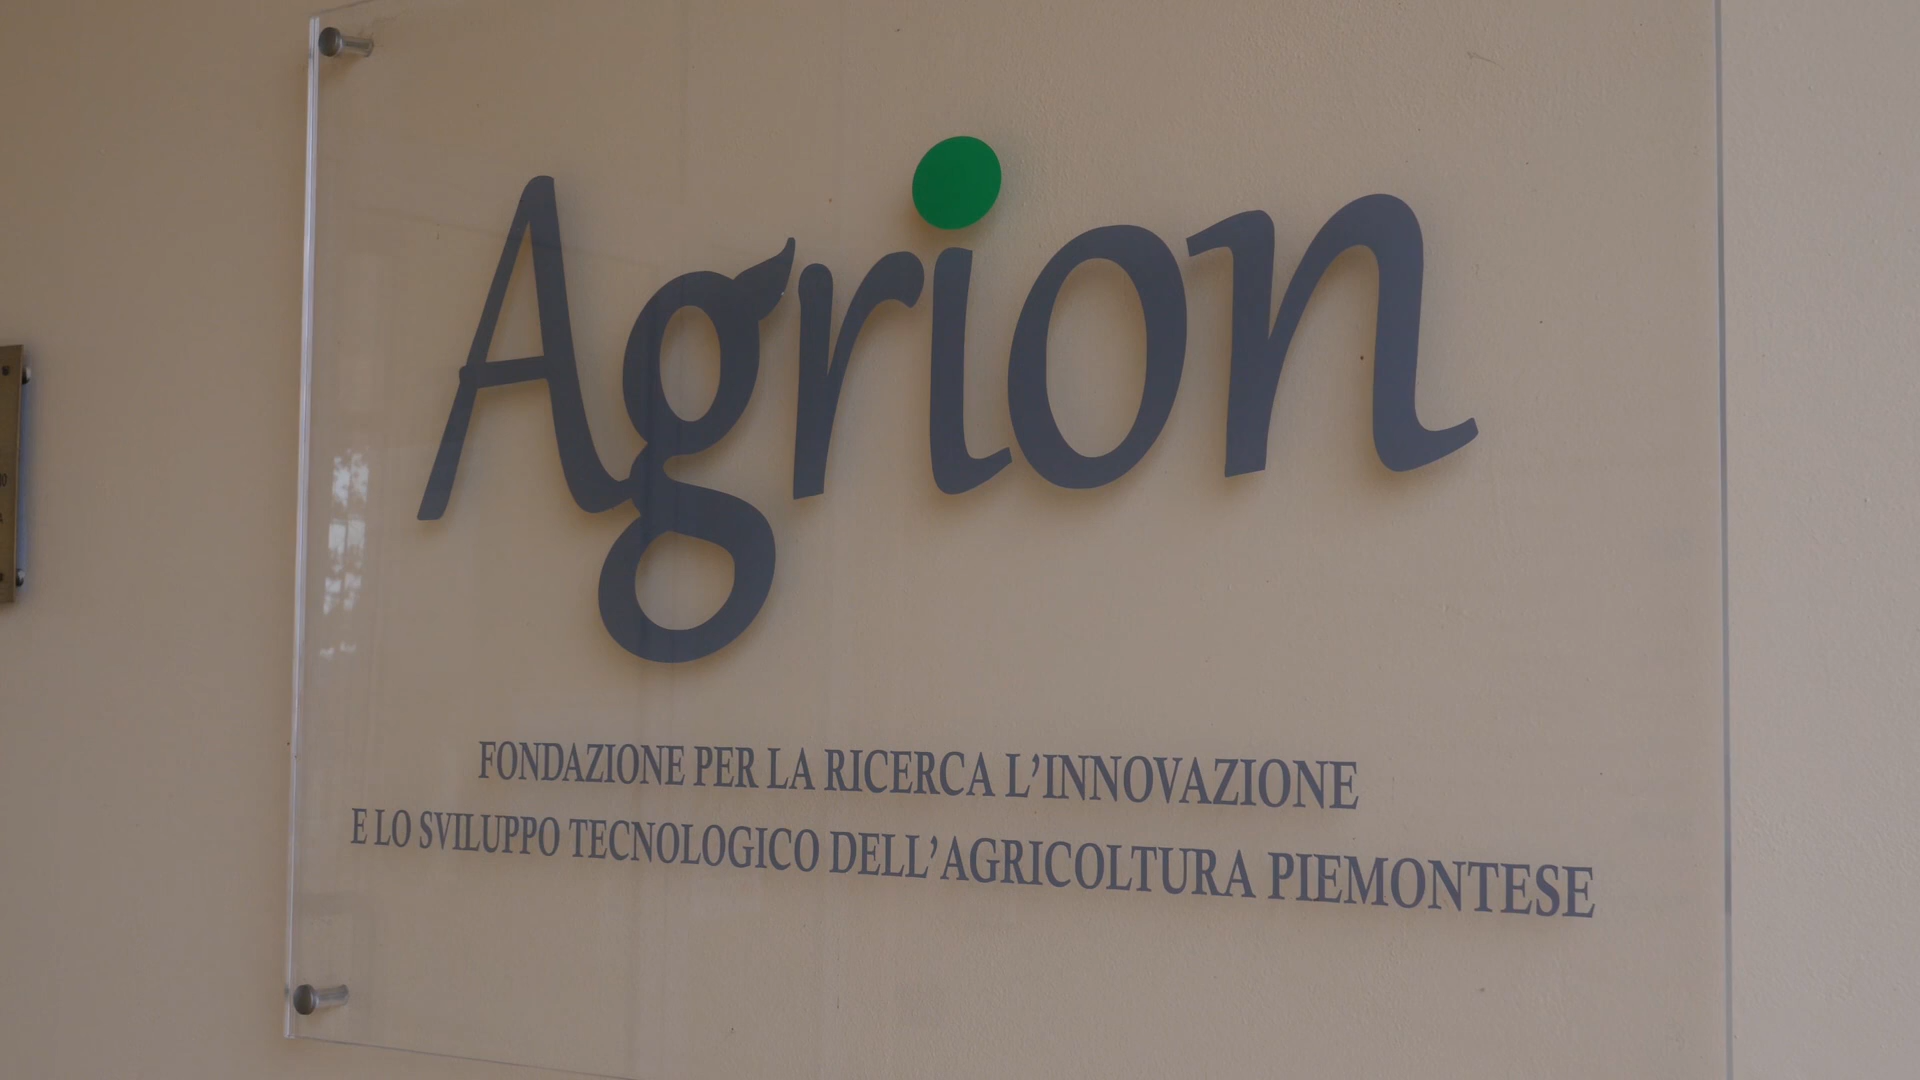 Agrion
FONDAZIONE PER LA RICERCA L'INNOVAZIONE
E LO SVILUPPO TECNOLOGICO DELL'AGRICOLTURA PIEMONTESE